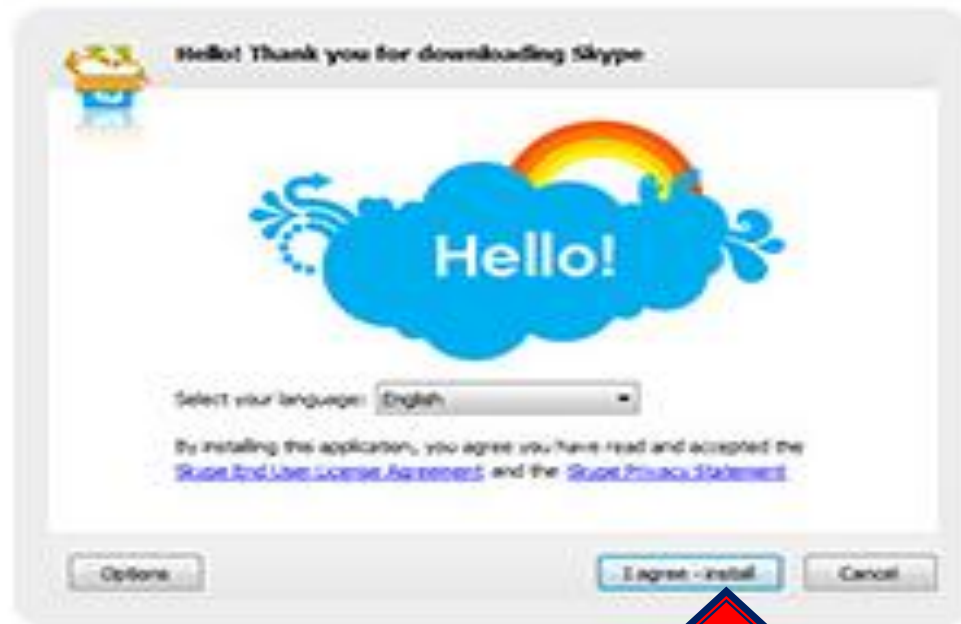 Hello! Thank you for downloading Skype
Hello!
Select your language: English
By installing this application, you agree you have read and accepted the
Skype End User License Agreement and the Skype Privacy Statement
Options
I agree - install
Cancel